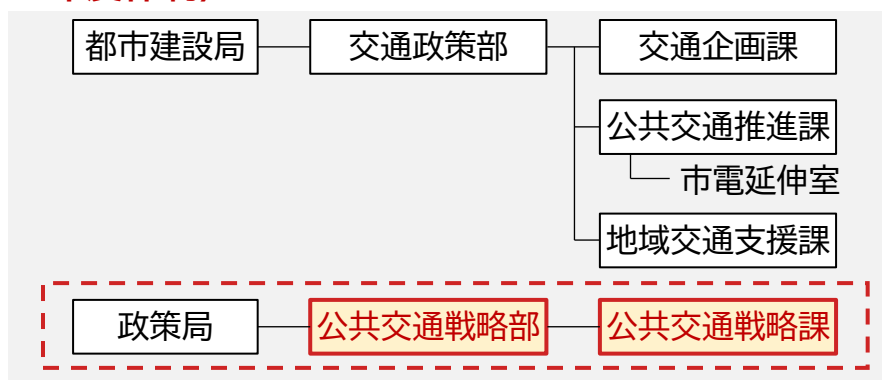 都市建設局 交通政策部 交通企画課
公共交通推進課
市電延伸室
地域交通支援課
政策局 公共交通戦略部 公共交通戦略課